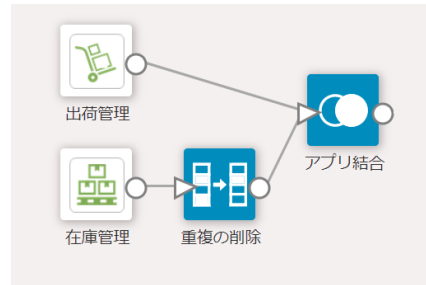 出荷管理
アプリ結合
在庫管理
重複の削除